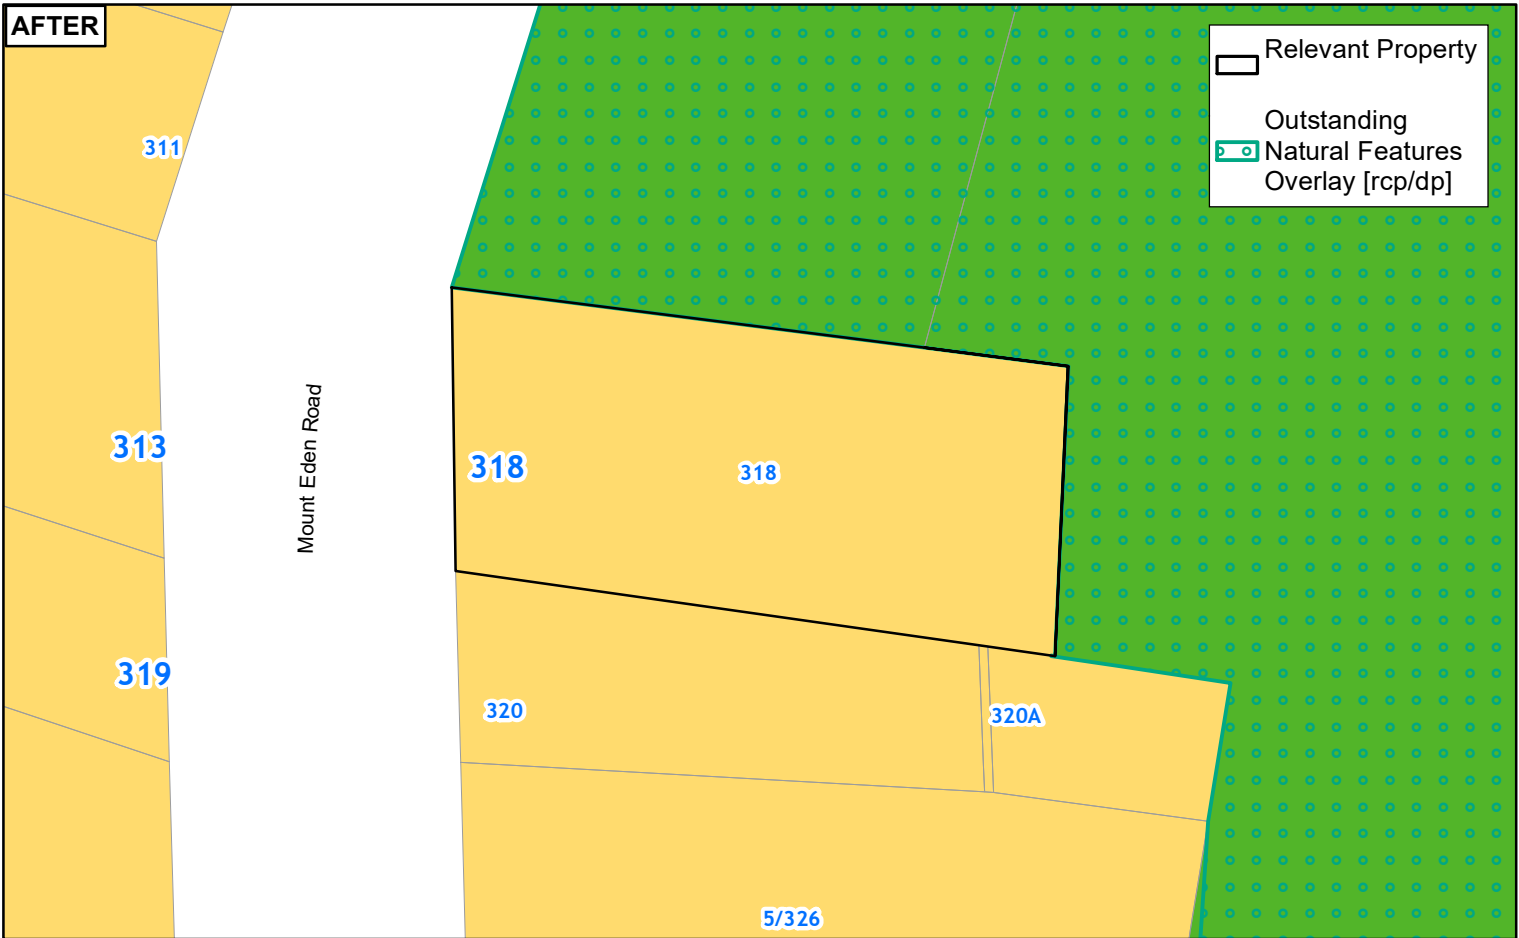 AFTER
Relevant Property
Outstanding
Natural Features
Overlay [rcp/dp]
311
313
Mount Eden Road
318
318
319
320
320A
5/326